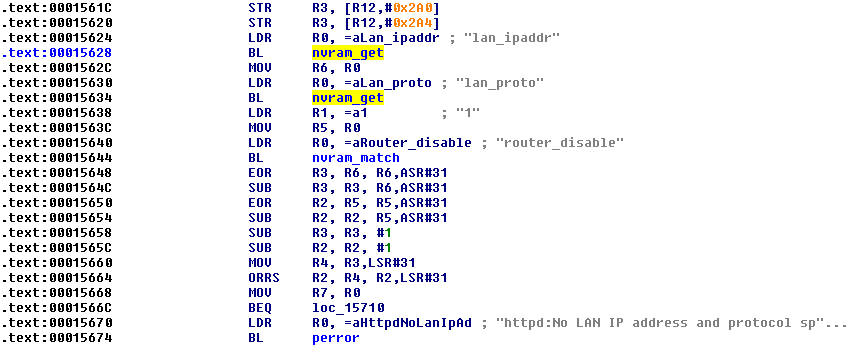 .text:0001561C STR R3, [R12,#0x2A0]
.text:00015620 STR R3, [R12,#0x2A4]
.text:00015624 LDR R0, =aLan_ipaddr ; "lan_ipaddr"
.text:00015628 BL nvram_get
.text:0001562C MOV R6, R0
.text:00015630 LDR R0, =aLan_proto ; "lan_proto"
.text:00015634 BL nvram_get
.text:00015638 LDR R1, =a1 ; "1"
.text:0001563C MOV R5, R0
.text:00015640 LDR R0, =aRouter_disable ; "router_disable"
.text:00015644 BL nvram_match
.text:00015648 EOR R3, R6, R6,ASR#31
.text:0001564C SUB R3, R3, R6,ASR#31
.text:00015650 EOR R2, R5, R5,ASR#31
.text:00015654 SUB R2, R2, R5,ASR#31
.text:00015658 SUB R3, R3, #1
.text:0001565C SUB R2, R2, #1
.text:00015660 MOV R4, R3,LSR#31
.text:00015664 ORRS R2, R4, R2,LSR#31
.text:00015668 MOV R7, R0
.text:0001566C BEQ loc_15710
.text:00015670 LDR R0, =aHttpdNoLanIpAd ; "httpd:No LAN IP address and protocol sp"...
.text:00015674 BL perror